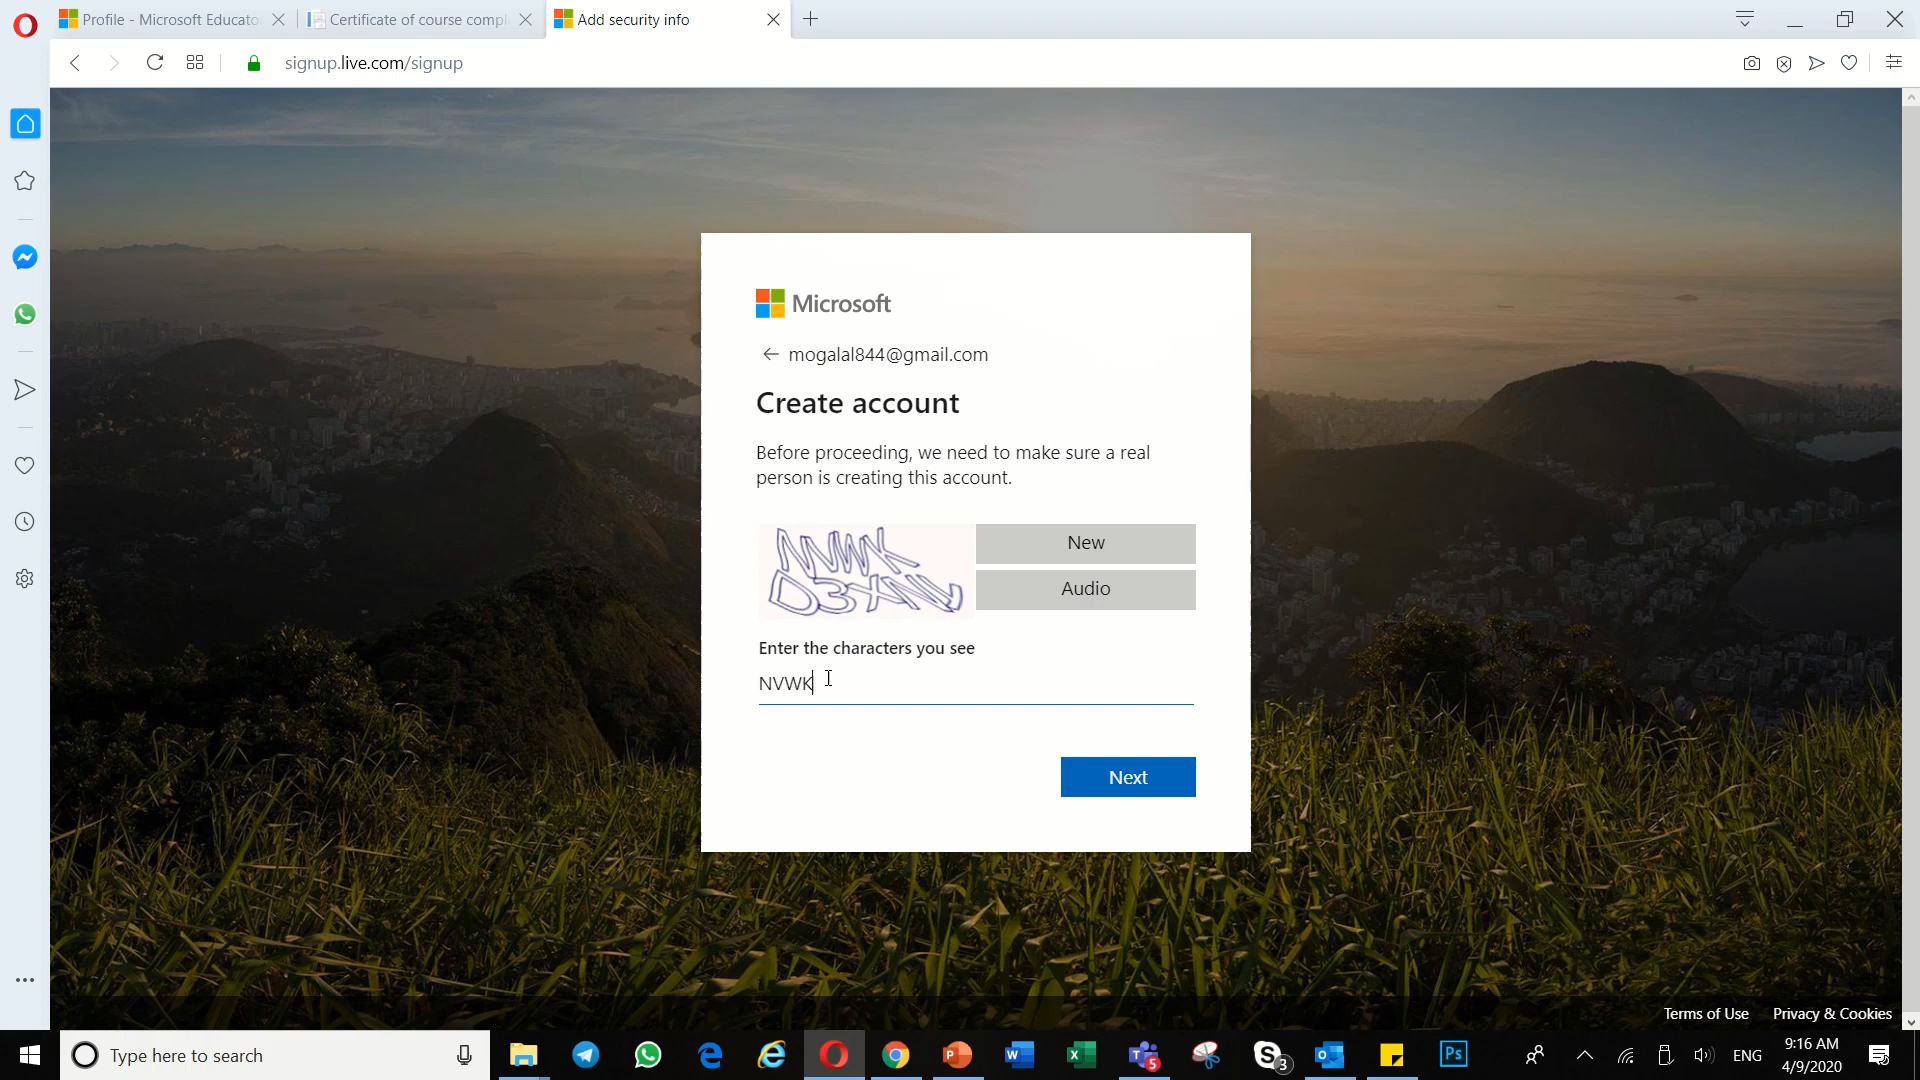 Profile - Microsoft Educato
Certificate of course compl
Add security info
signup.live.com/signup
Microsoft
mogalal844@gmail.com
Create account
Before proceeding, we need to make sure a real
person is creating this account.
New
Audio
Enter the characters you see
NVWK
Next
Terms of Use
Privacy & Cookies
Type here to search
3
5
ENG
9:16 AM
4/9/2020